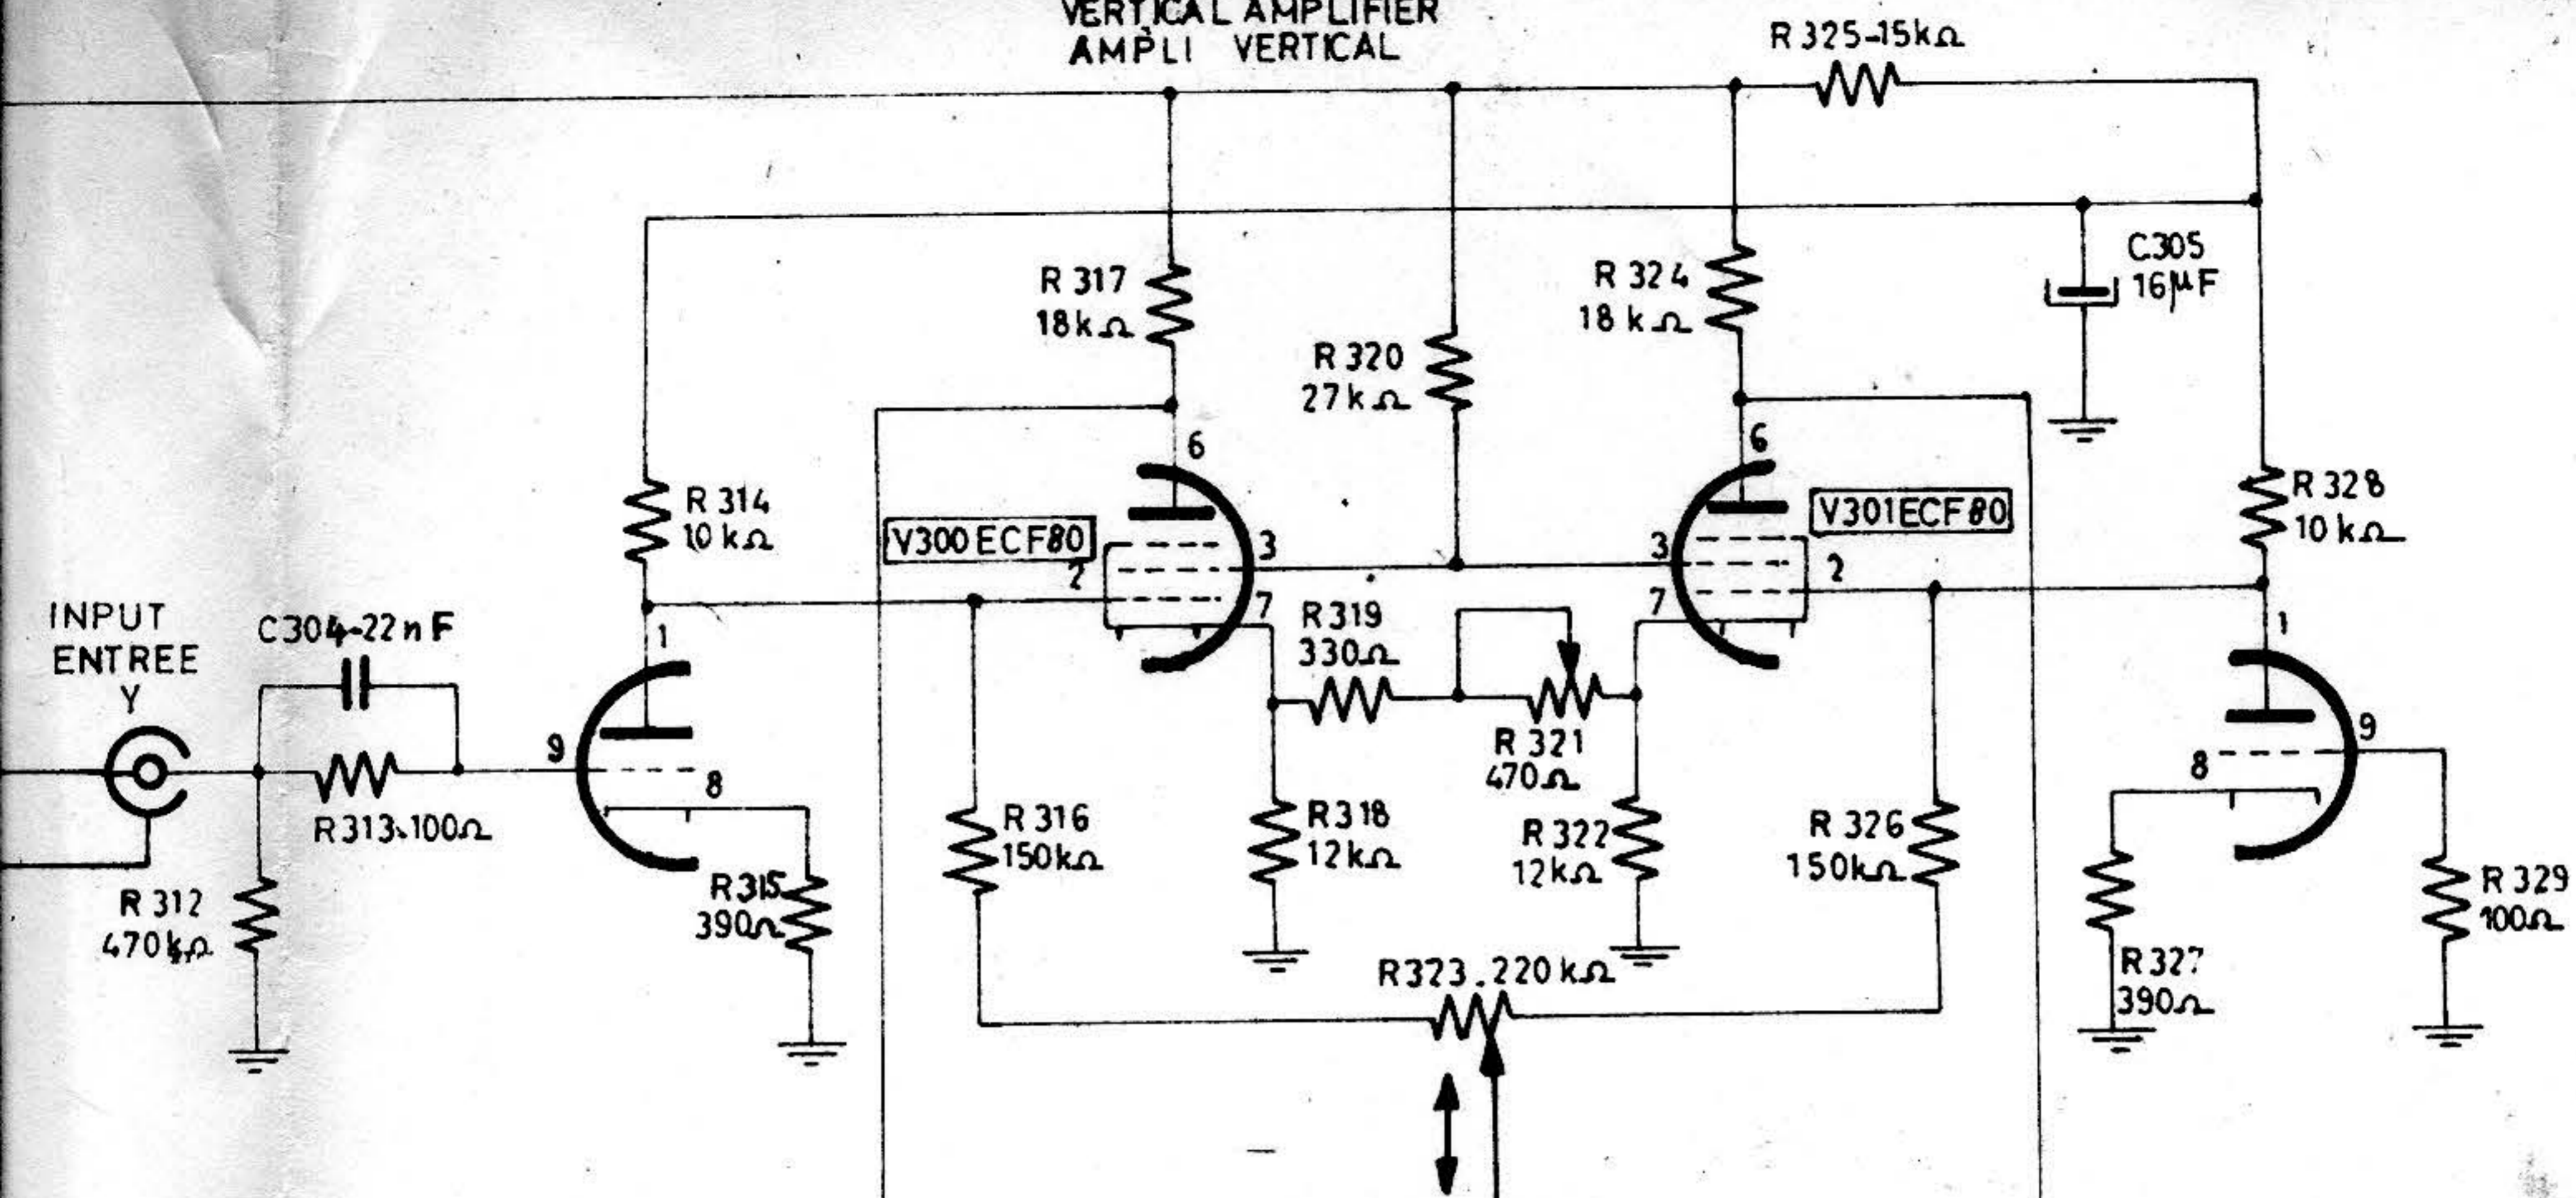 VERTICAL AMPLIFIER
AMPLI VERTICAL
R 325-15kΩ
C305
16µF
R 317
18kΩ
R 324
18 kΩ
R 320
27kΩ
R 314
10 kΩ
R 328
10 kΩ
V300 ECF80
V301ECF80
6
6
3
3
2
2
7
7
INPUT
ENTREE
Y
C304-22nF
1
1
R 319
330Ω
R 321
470Ω
9
8
9
8
R313.100Ω
R 312
470kΩ
R315
390Ω
R 316
150kΩ
R 318
12kΩ
R 322
12kΩ
R 326
150kΩ
R 329
100Ω
R 327
390Ω
R323.220kΩ